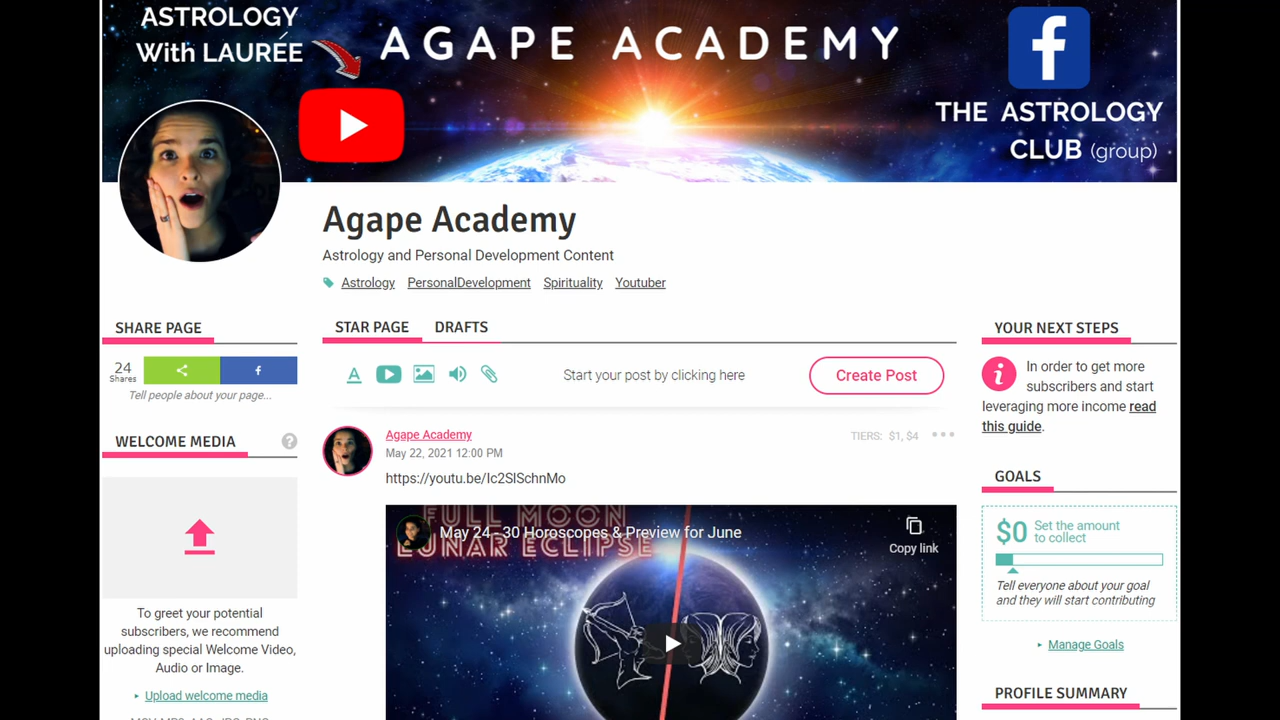 ASTROLOGY
With LAURÉE
AGAPE ACADEMY
THE ASTROLOGY
CLUB (group)
Agape Academy
Astrology and Personal Development Content
Astrology PersonalDevelopment Spirituality Youtuber
SHARE PAGE
24
Shares
Tell people about your page...
WELCOME MEDIA
?
To greet your potential
subscribers, we recommend
uploading special Welcome Video,
Audio or Image.
Upload welcome media
STAR PAGE DRAFTS
A
Start your post by clicking here
Create Post
Agape Academy
TIERS: $1, $4
May 22, 2021 12:00 PM
https://youtu.be/Ic2SlSchnMo
FULL MOON
LUNAR ECLIPSE
May 24 - 30 Horoscopes & Preview for June
Copy link
YOUR NEXT STEPS
In order to get more
subscribers and start
leveraging more income read
this guide.
GOALS
$0 Set the amount
to collect
Tell everyone about your goal
and they will start contributing
Manage Goals
PROFILE SUMMARY